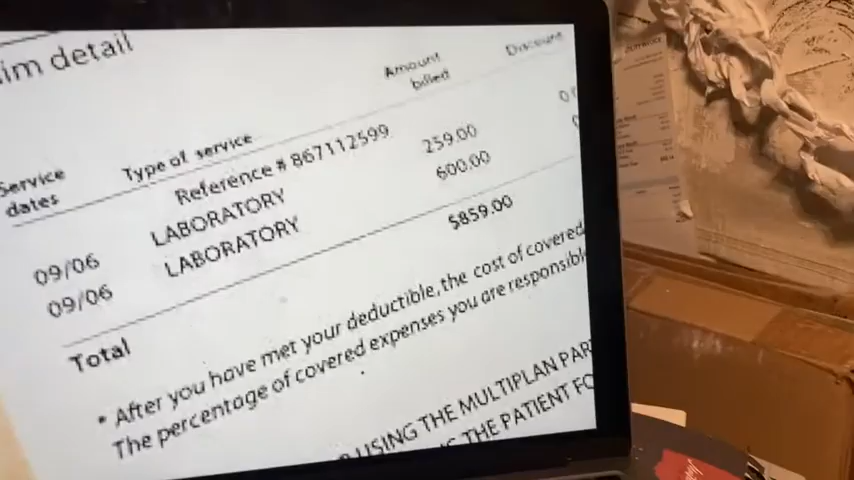 im detail
Service dates
Type of service
Amount billed
Discount
Reference # 867112599
09/06 LABORATORY 259.00
09/06 LABORATORY 600.00
Total $859.00
• After you have met your deductible, the cost of covered
The percentage of covered expenses you are responsibl
USING THE MULTIPLAN PAR
THE PATIENT FO